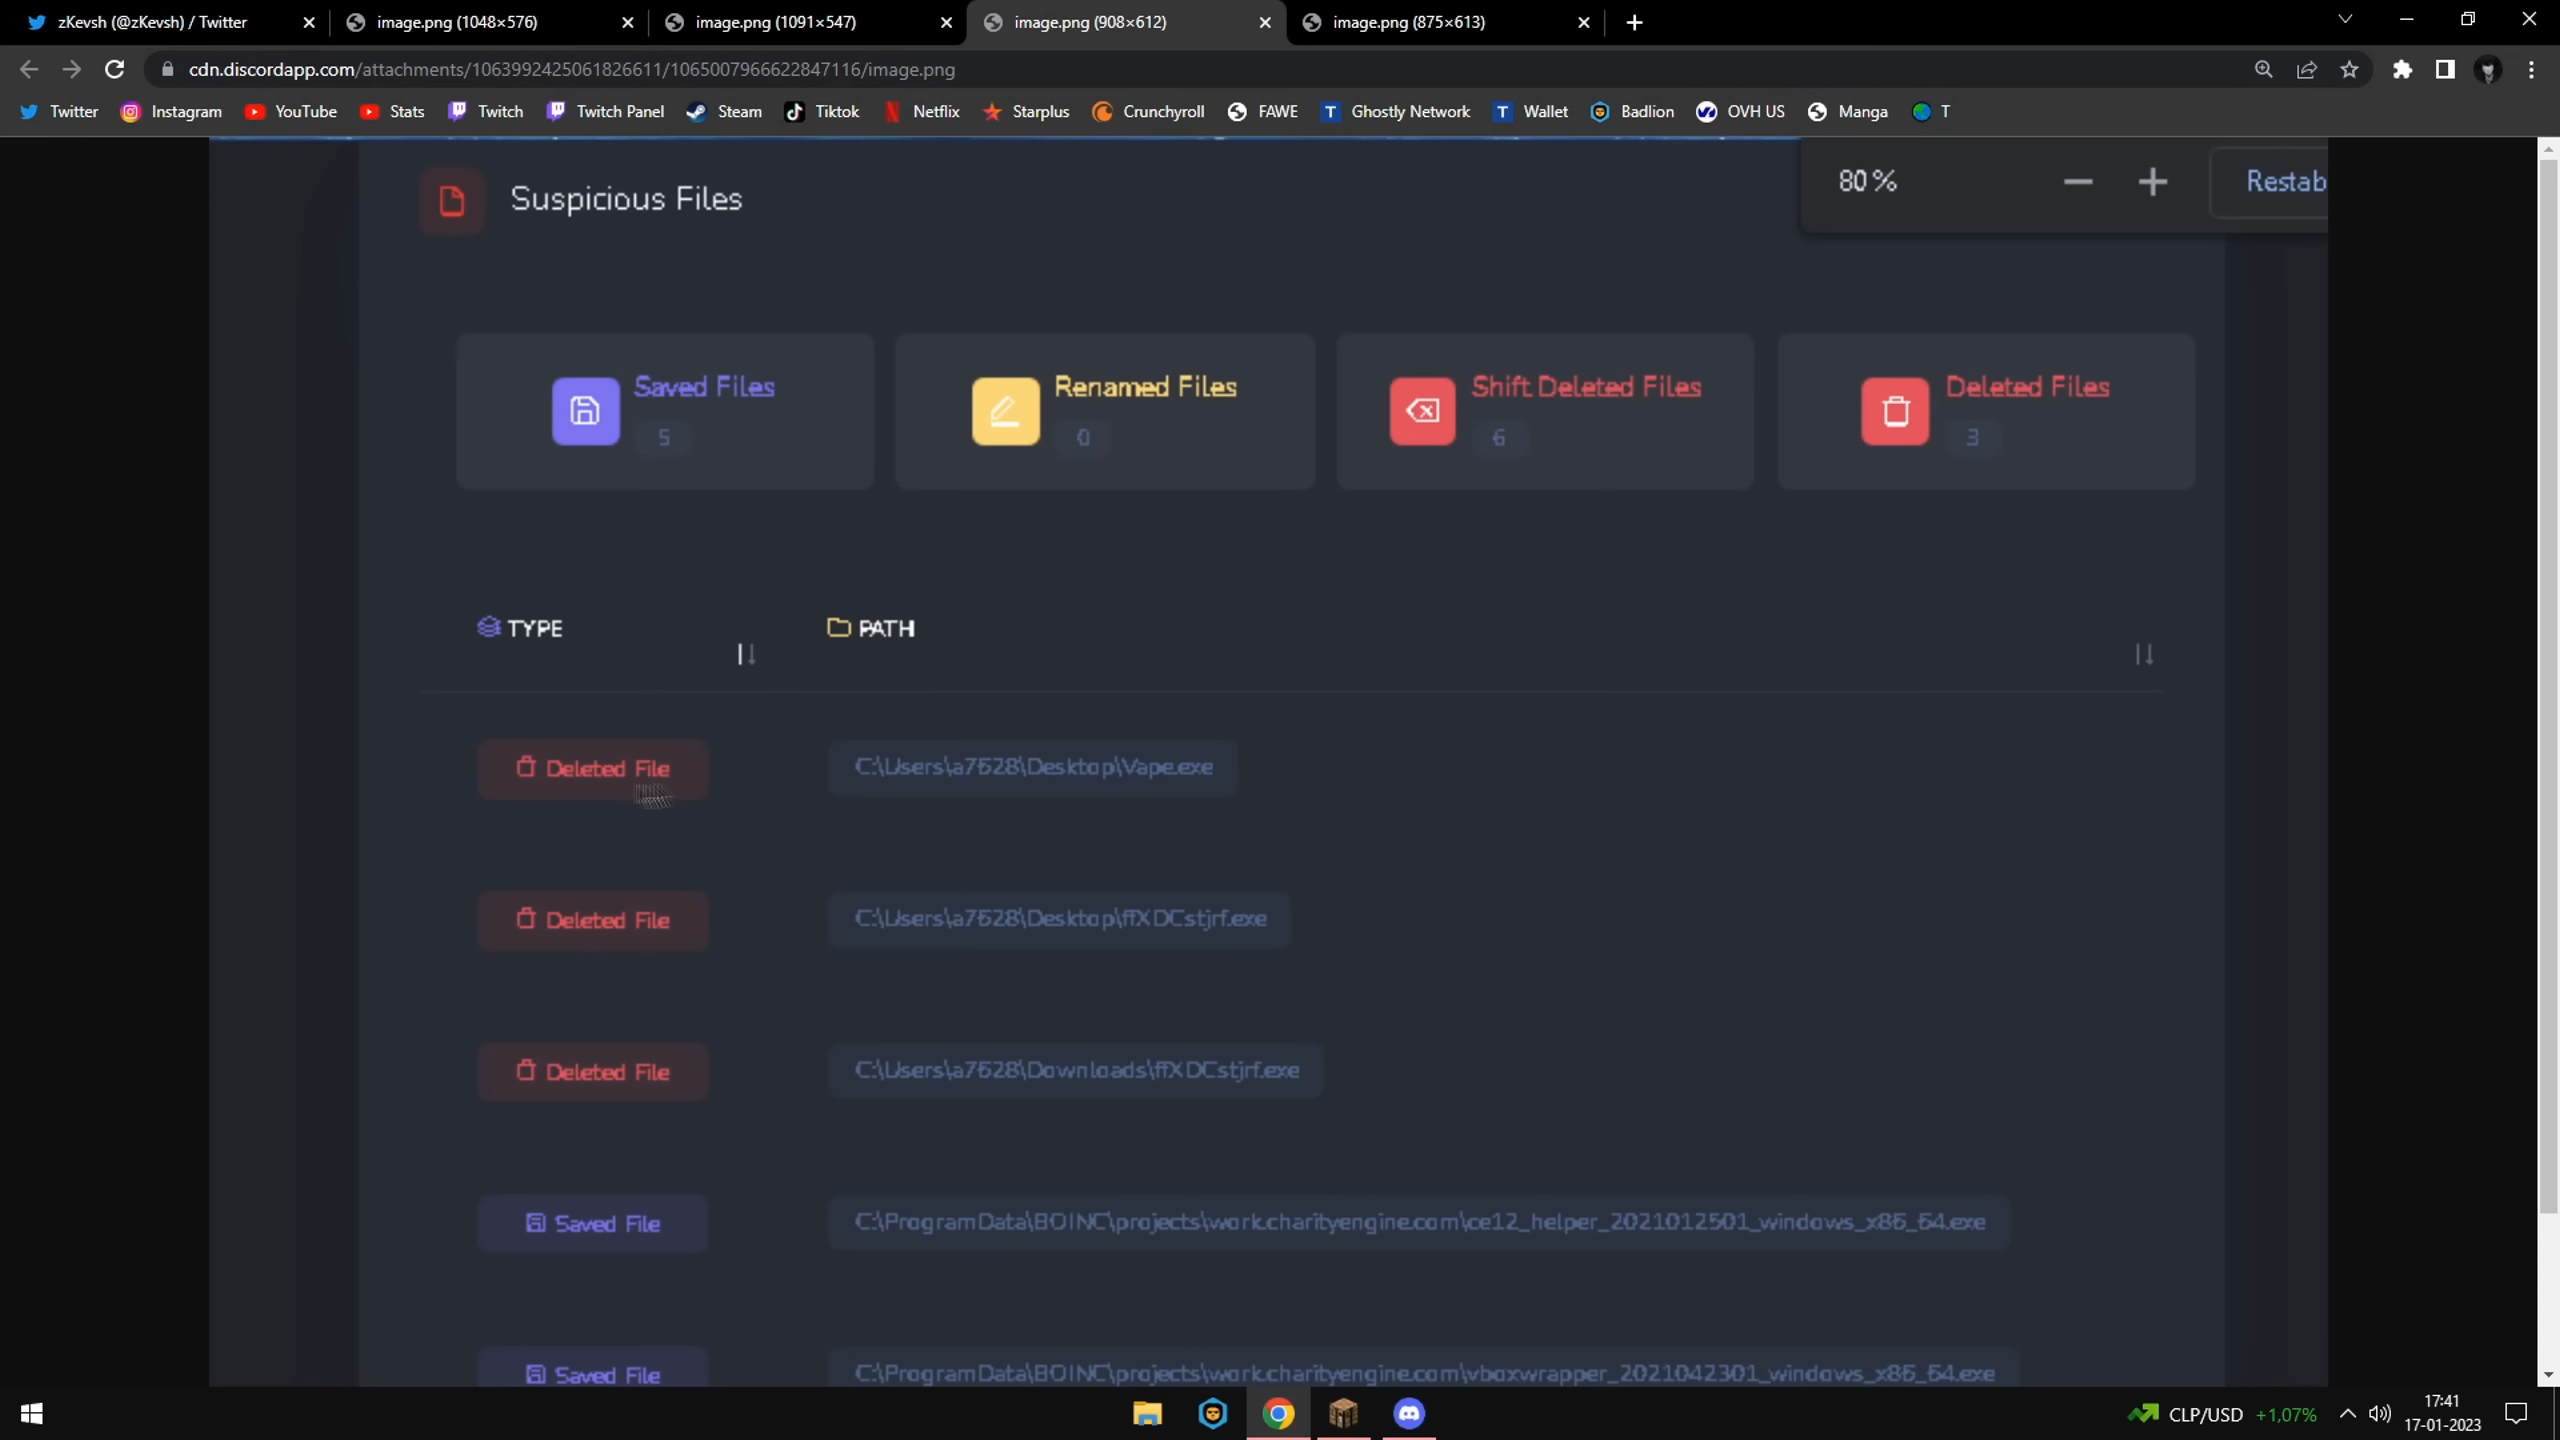 zKevsh (@zKevsh) / Twitter
image.png (1048×576)
image.png (1091×547)
image.png (908×612)
image.png (875×613)
cdn.discordapp.com/attachments/1063992425061826611/1065007966622847116/image.png
Twitter
Instagram
YouTube
Stats
Twitch
Twitch Panel
Steam
Tiktok
Netflix
Starplus
Crunchyroll
FAWE
Ghostly Network
Wallet
Badlion
OVH US
Manga
T
Suspicious Files
80%
Restab
Saved Files
5
Renamed Files
0
Shift Deleted Files
6
Deleted Files
3
TYPE
PATH
Deleted File
C:\Users\a7628\Desktop\Vape.exe
Deleted File
C:\Users\a7628\Desktop\ffXDCstjrf.exe
Deleted File
C:\Users\a7628\Downloads\ffXDCstjrf.exe
Saved File
C:\ProgramData\BOINC\projects\work.charityengine.com\ce12_helper_2021012501_windows_x86_64.exe
Saved File
C:\ProgramData\BOINC\projects\work.charityengine.com\vboxwrapper_2021042301_windows_x86_64.exe
CLP/USD +1,07%
17:41
17-01-2023